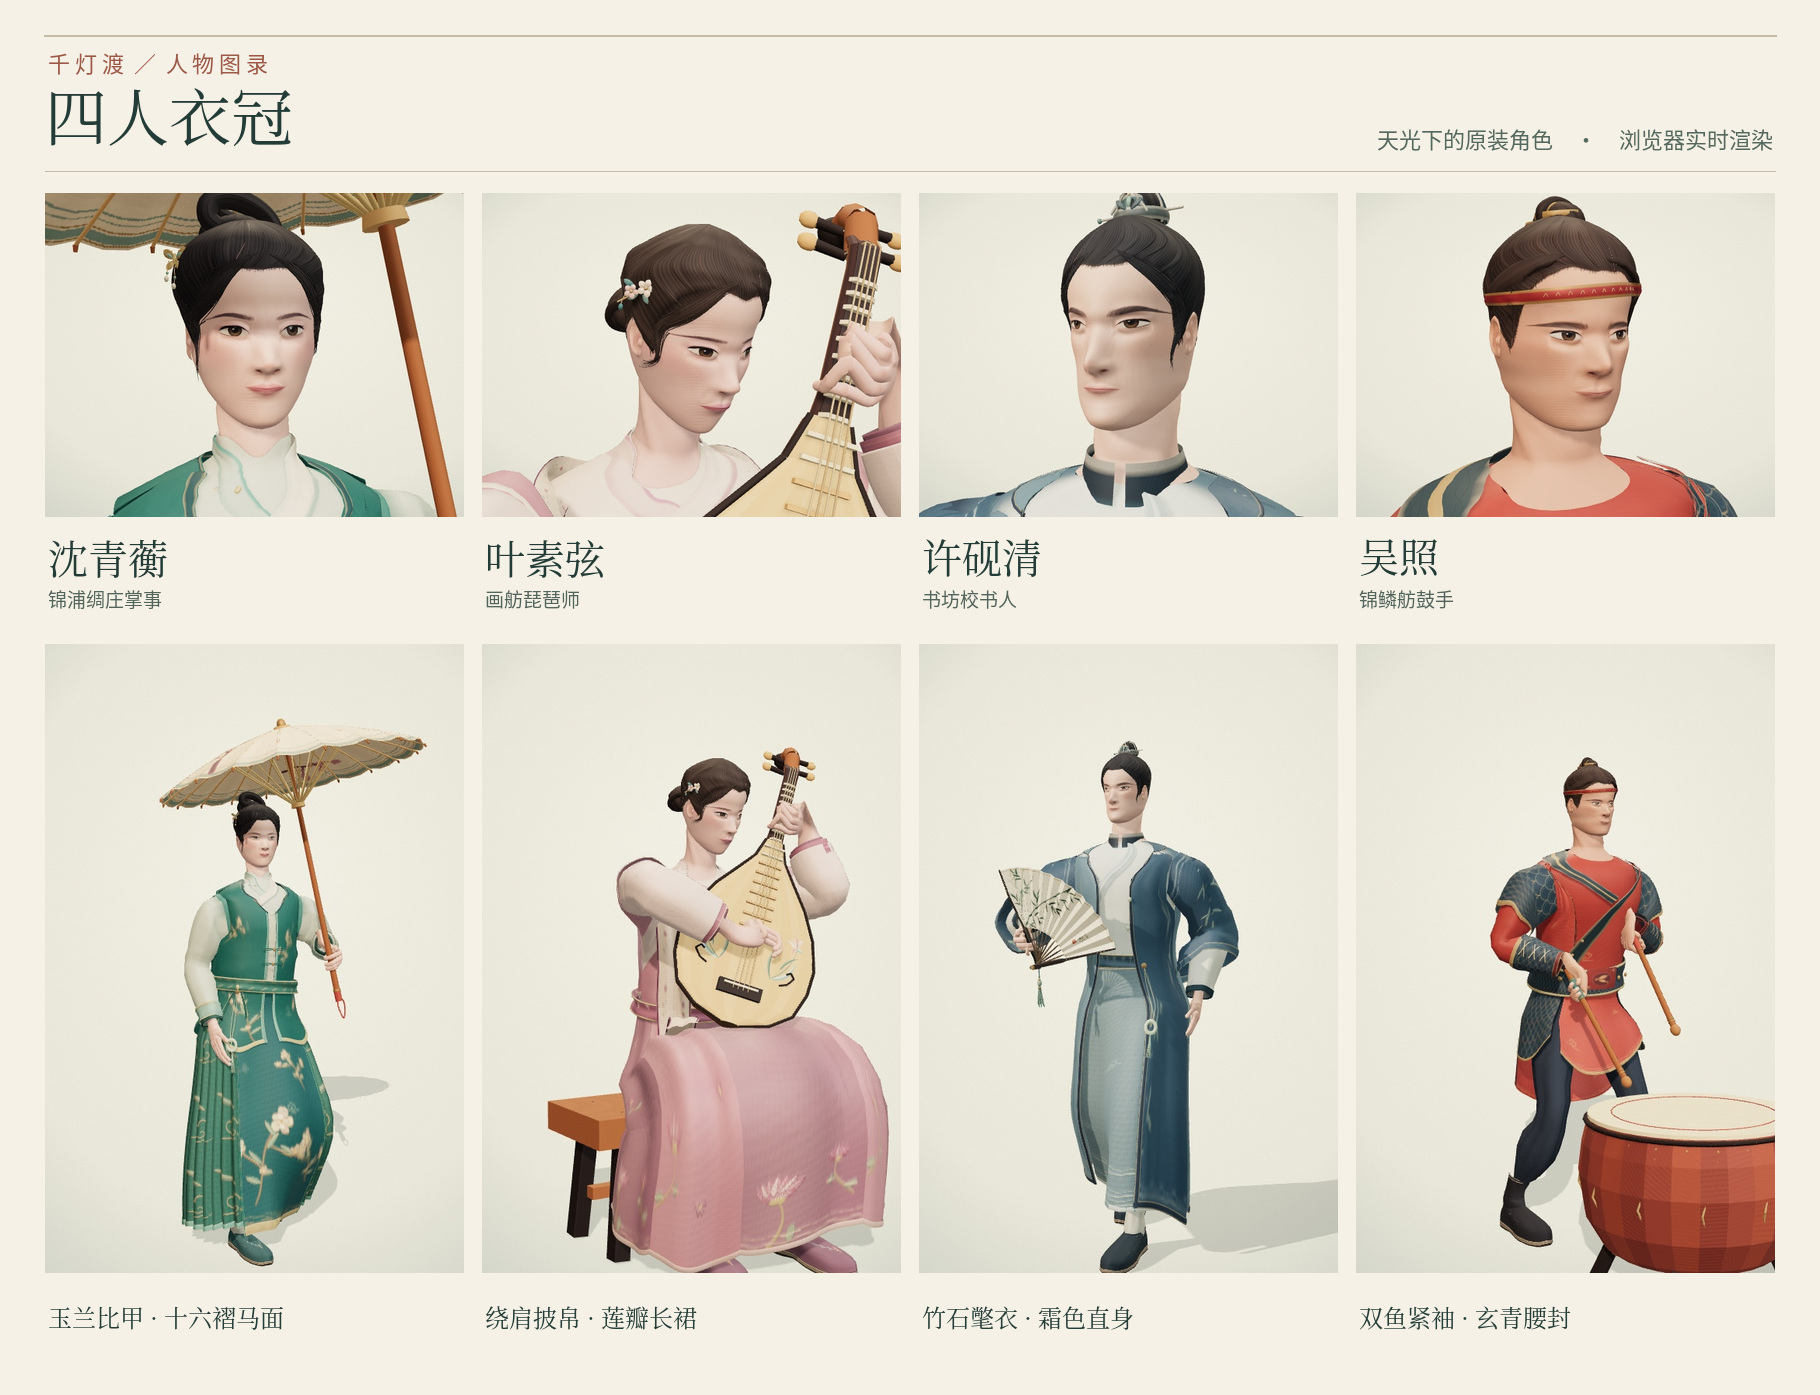 千灯渡 ／ 人物图录
四人衣冠
天光下的原装角色 • 浏览器实时渲染
沈青蘅
锦浦绸庄掌事
叶素弦
画舫琵琶师
许砚清
书坊校书人
吴照
锦鳞舫鼓手
玉兰比甲 · 十六褶马面
绕肩披帛 · 莲瓣长裙
竹石氅衣 · 霜色直身
双鱼紧袖 · 玄青腰封